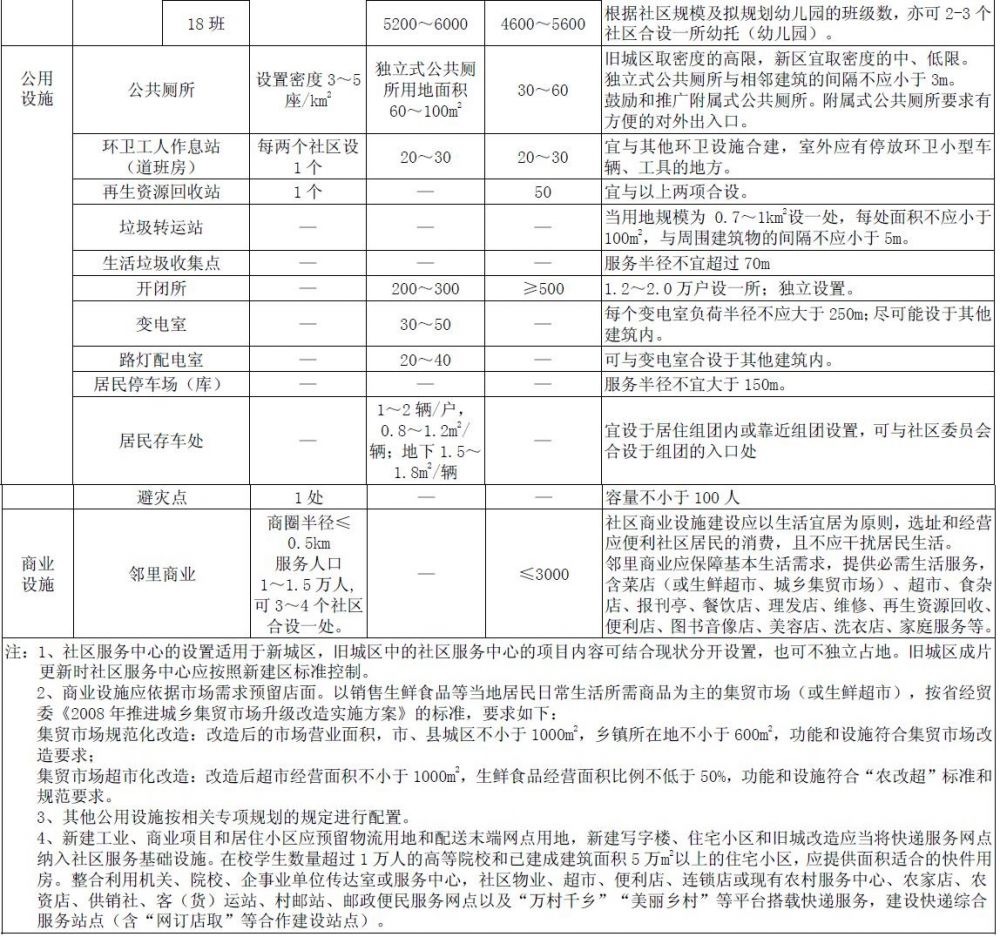 18 班 5200～6000 4600～5600 根据社区规模及拟规划幼儿园的班级数，亦可 2-3 个
社区合设一所幼托（幼儿园）。
公用
设施
公共厕所
设置密度 3～5
座/km²
独立式公共厕
所用地面积
60～100㎡
30～60
旧城区取密度的高限，新区宜取密度的中、低限。
独立式公共厕所与相邻建筑的间隔不应小于 3m。
鼓励和推广附属式公共厕所。附属式公共厕所要求有
方便的对外出入口。
环卫工人作息站
（道班房）
每两个社区设
1 个
20～30
20～30
宜与其他环卫设施合建，室外应有停放环卫小型车
辆、工具的地方。
再生资源回收站 1 个 — 50 宜与以上两项合设。
垃圾转运站 — — —
当用地规模为 0.7～1km²设一处，每处面积不应小于
100㎡，与周围建筑物的间隔不应小于 5m。
生活垃圾收集点 — — — 服务半径不宜超过 70m
开闭所 — 200～300 ≥500 1.2～2.0 万户设一所；独立设置。
变电室 — 30～50 —
每个变电室负荷半径不应大于 250m；尽可能设于其他
建筑内。
路灯配电室 — 20～40 — 可与变电室合设于其他建筑内。
居民停车场（库） — — — 服务半径不宜大于 150m。
居民存车处
—
1～2 辆/户，
0.8～1.2㎡/
辆；地下 1.5～
1.8㎡/辆
—
宜设于居住组团内或靠近组团设置，可与社区委员会
合设于组团的入口处
避灾点 1 处 — — 容量不小于 100 人
商业
设施
邻里商业
商圈半径≤
0.5km
服务人口
1～1.5 万人，
可 3～4 个社区
合设一处。
—
≤3000
社区商业设施建设应以生活宜居为原则，选址和经营
应便利社区居民的消费，且不应干扰居民生活。
邻里商业应保障基本生活需求，提供必需生活服务，
含菜店（或生鲜超市、城乡集贸市场）、超市、食杂
店、报刊亭、餐饮店、理发店、维修、再生资源回收、
便利店、图书音像店、美容店、洗衣店、家庭服务等。
注：1、社区服务中心的设置适用于新城区，旧城区中的社区服务中心的项目内容可结合现状分开设置，也可不独立占地。旧城区成片
更新时社区服务中心应按照新建区标准控制。
2、商业设施应依据市场需求预留店面。以销售生鲜食品等当地居民日常生活所需商品为主的集贸市场（或生鲜超市），按省经贸
委《2008 年推进城乡集贸市场升级改造实施方案》的标准，要求如下：
集贸市场规范化改造：改造后的市场营业面积，市、县城区不小于 1000㎡，乡镇所在地不小于 600㎡，功能和设施符合集贸市场改
造要求；
集贸市场超市化改造：改造后超市经营面积不小于 1000㎡，生鲜食品经营面积比例不低于 50%，功能和设施符合“农改超”标准和
规范要求。
3、其他公用设施按相关专项规划的规定进行配置。
4、新建工业、商业项目和居住小区应预留物流用地和配送末端网点用地，新建写字楼、住宅小区和旧城改造应当将快递服务网点
纳入社区服务基础设施。在校学生数量超过 1 万人的高等院校和已建成建筑面积 5 万㎡以上的住宅小区，应提供面积适合的快件用
房。整合利用机关、院校、企事业单位传达室或服务中心，社区物业、超市、便利店、连锁店或现有农村服务中心、农家店、农
资店、供销社、客（货）运站、村邮站、邮政便民服务网点以及“万村千乡”“美丽乡村”等平台搭载快递服务，建设快递综合
服务站点（含“网订店取”等合作建设站点）。